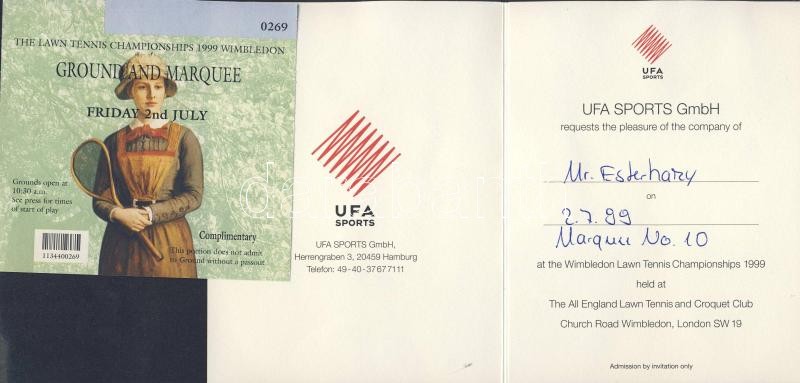 0269
THE LAWN TENNIS CHAMPIONSHIPS 1999 WIMBLEDON
GROUND AND MARQUEE
FRIDAY 2nd JULY
Grounds open at
10:30 a.m.
See press for times
of start of play
1134400269
Complimentary
This portion does not admit
to Ground without a passout
UFA
SPORTS
UFA SPORTS GmbH,
Herrengraben 3, 20459 Hamburg
Telefon: 49-40-37677111
UFA
SPORTS
UFA SPORTS GmbH
requests the pleasure of the company of
Mr. Esterhazy
on
2.7.99
Marquee No. 10
at the Wimbledon Lawn Tennis Championships 1999
held at
The All England Lawn Tennis and Croquet Club
Church Road Wimbledon, London SW 19
Admission by invitation only